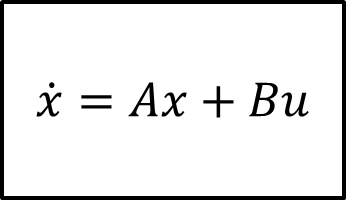 ẋ = Ax + Bu